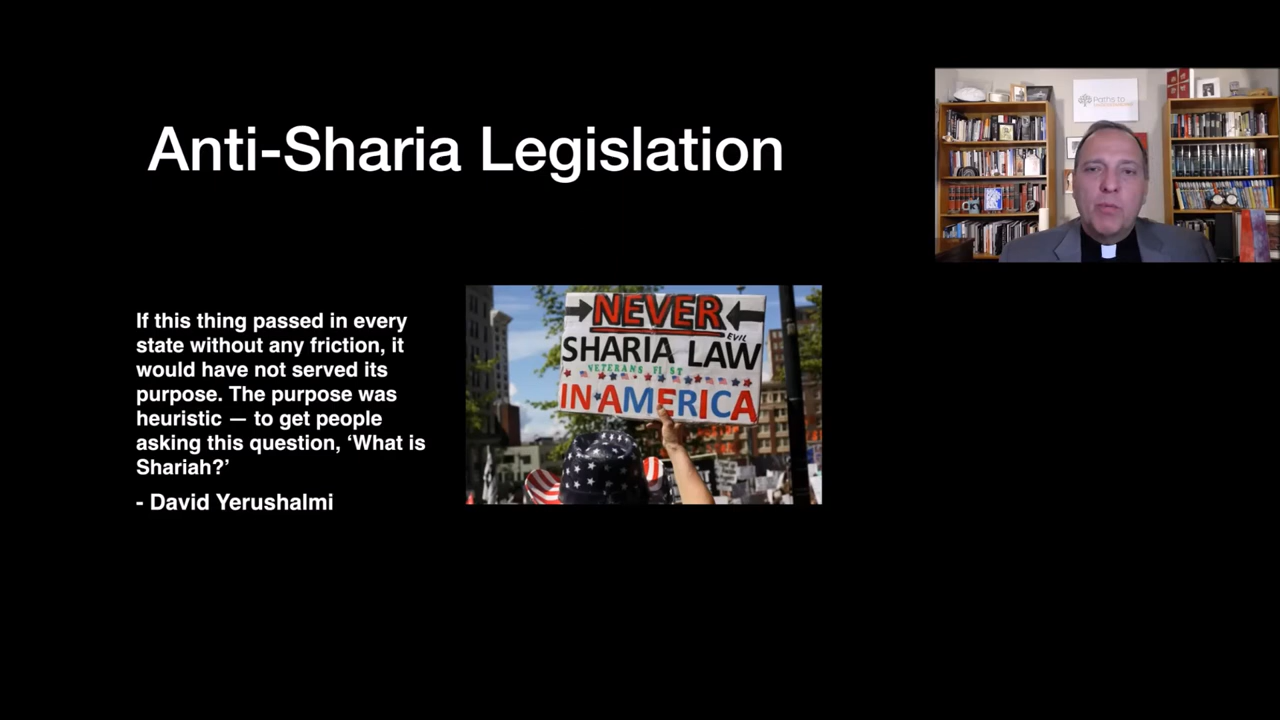 Anti-Sharia Legislation
Paths to
If this thing passed in every
state without any friction, it
would have not served its
purpose. The purpose was
heuristic — to get people
asking this question, ‘What is
Shariah?’
- David Yerushalmi
NEVER
EVIL
SHARIA LAW
VETERANS
IN AMERICA